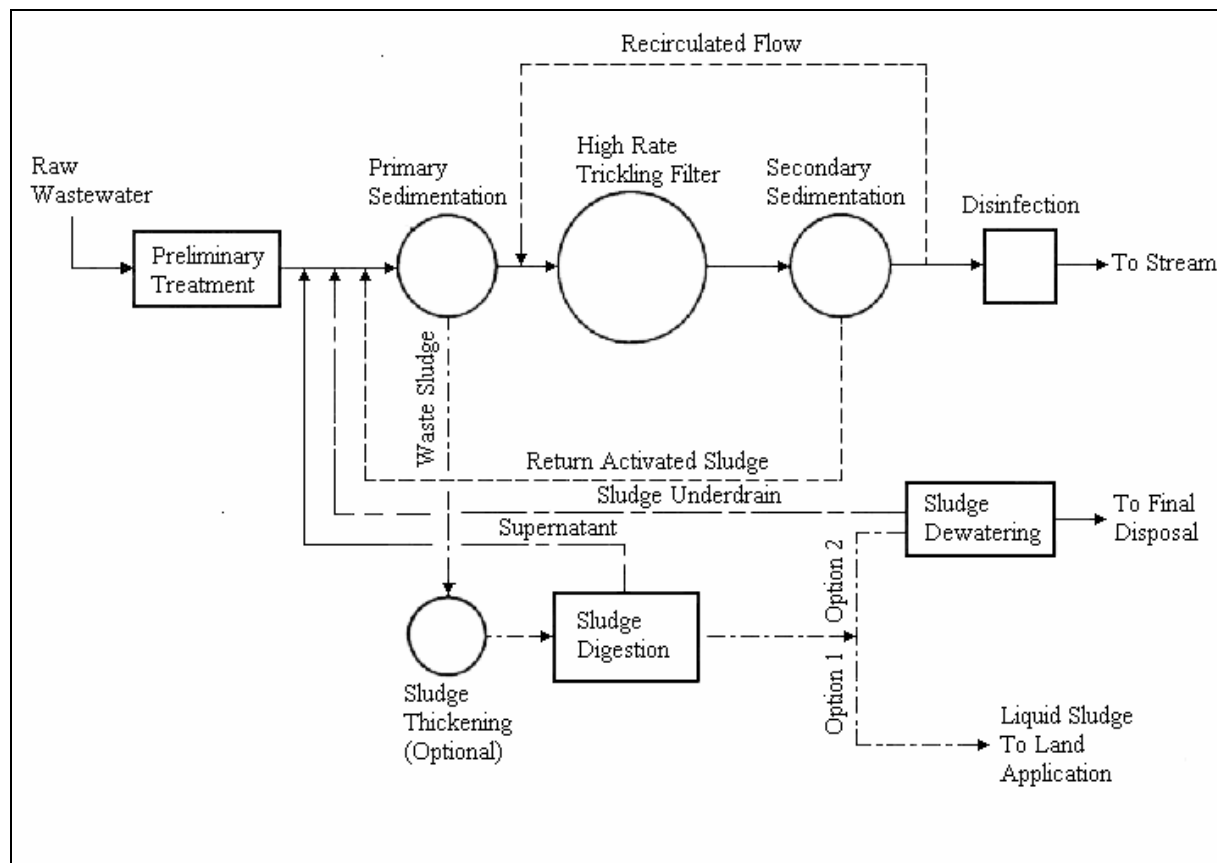 Recirculated Flow
Raw
Wastewater
Preliminary
Treatment
Primary
Sedimentation
High Rate
Trickling Filter
Secondary
Sedimentation
Disinfection
To Stream
Waste Sludge
Return Activated Sludge
Sludge Underdrain
Supernatant
Sludge
Dewatering
To Final
Disposal
Option 2
Sludge
Digestion
Sludge
Thickening
(Optional)
Option 1
Liquid Sludge
To Land
Application